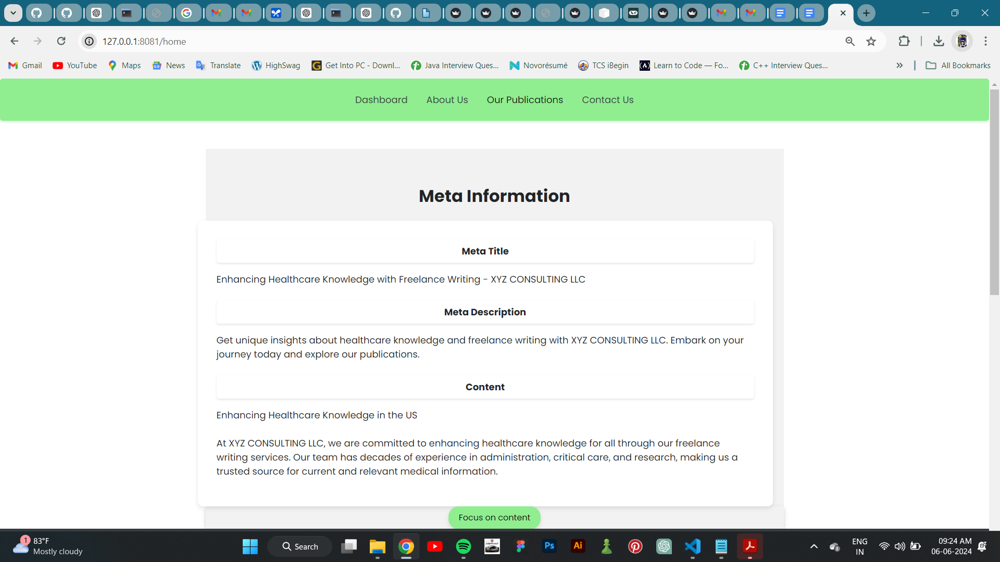 127.0.0.1:8081/home
Gmail
YouTube
Maps
News
Translate
HighSwag
Get Into PC - Downl...
Java Interview Ques...
Novorésumé
TCS iBegin
Learn to Code — Fo...
C++ Interview Ques...
All Bookmarks
Dashboard
About Us
Our Publications
Contact Us
Meta Information
Meta Title
Enhancing Healthcare Knowledge with Freelance Writing - XYZ CONSULTING LLC
Meta Description
Get unique insights about healthcare knowledge and freelance writing with XYZ CONSULTING LLC. Embark on your
journey today and explore our publications.
Content
Enhancing Healthcare Knowledge in the US
At XYZ CONSULTING LLC, we are committed to enhancing healthcare knowledge for all through our freelance
writing services. Our team has decades of experience in administration, critical care, and research, making us a
trusted source for current and relevant medical information.
Focus on content
1
83°F
Mostly cloudy
Search
Ps
Ai
ENG
IN
09:24 AM
06-06-2024